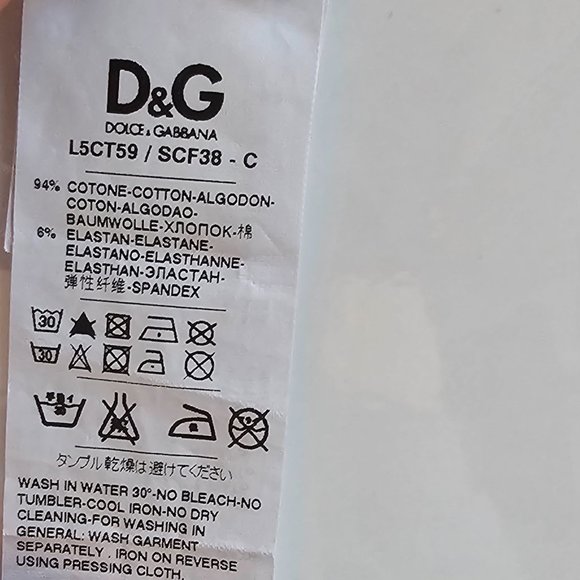 D&G
DOLCE & GABBANA
L5CT59 / SCF38 - C
94% COTONE-COTTON-ALGODON-
COTON-ALGODAO-
BAUMWOLLE-ХЛОПОК-棉
6% ELASTAN-ELASTANE-
ELASTANO-ELASTHANNE-
ELASTHAN-ЭЛАСТАН-
弹性纤维-SPANDEX
30
30
30
タンブル乾燥は避けてください
WASH IN WATER 30°-NO BLEACH-NO
TUMBLER-COOL IRON-NO DRY
CLEANING-FOR WASHING IN
GENERAL: WASH GARMENT
SEPARATELY . IRON ON REVERSE
USING PRESSING CLOTH.